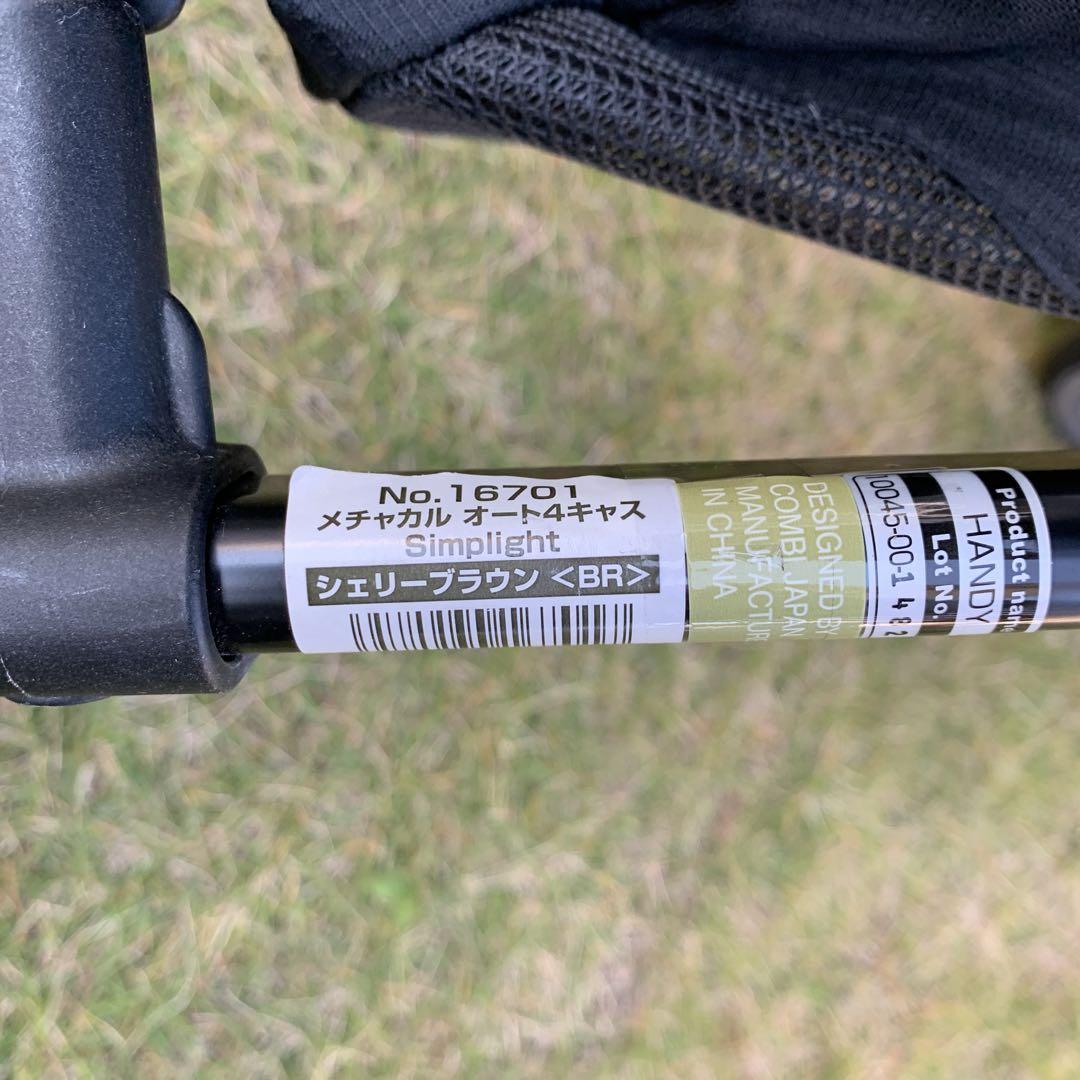 No.16701
メチャカル オート4キャス
Simplight
シェリーブラウン <BR>
DESIGNED BY
COMBI JAPAN
MANUFACTUR
IN CHINA
Product name
HANDY
Lot No.
0045-00-1 482